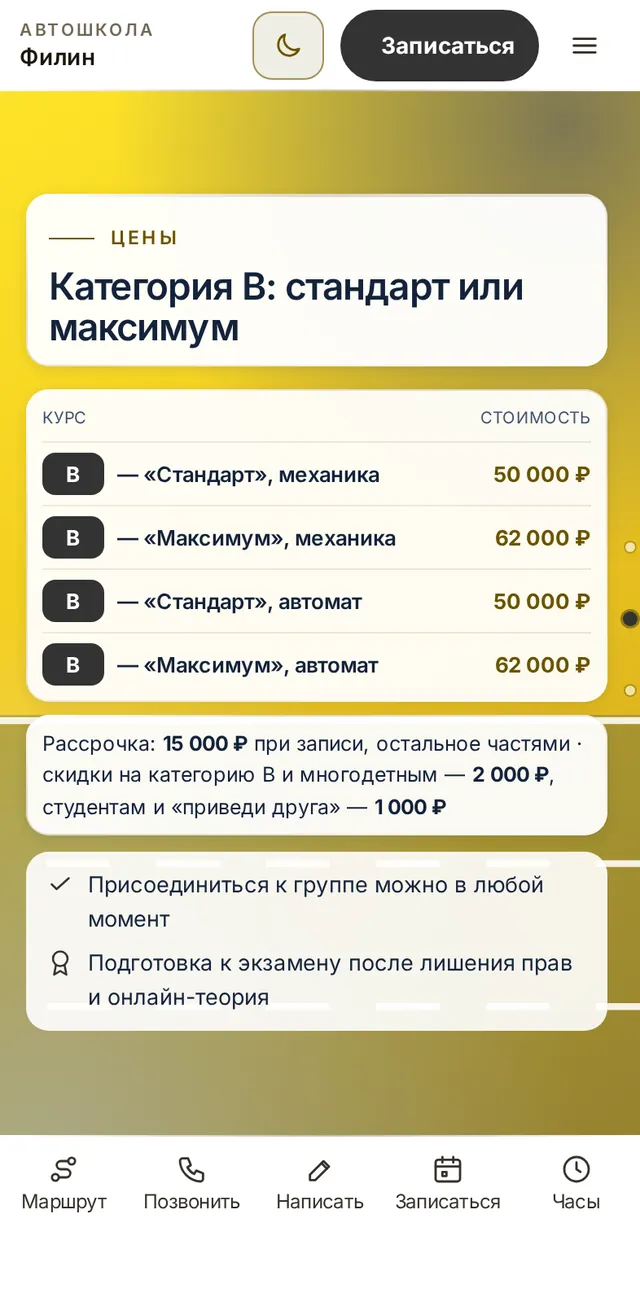 АВТОШКОЛА
Филин
Записаться
ЦЕНЫ
Категория B: стандарт или
максимум
КУРС СТОИМОСТЬ
B — «Стандарт», механика 50 000 ₽
B — «Максимум», механика 62 000 ₽
B — «Стандарт», автомат 50 000 ₽
B — «Максимум», автомат 62 000 ₽
Рассрочка: 15 000 ₽ при записи, остальное частями ·
скидки на категорию B и многодетным — 2 000 ₽,
студентам и «приведи друга» — 1 000 ₽
Присоединиться к группе можно в любой
момент
Подготовка к экзамену после лишения прав
и онлайн-теория
Маршрут Позвонить Написать Записаться Часы